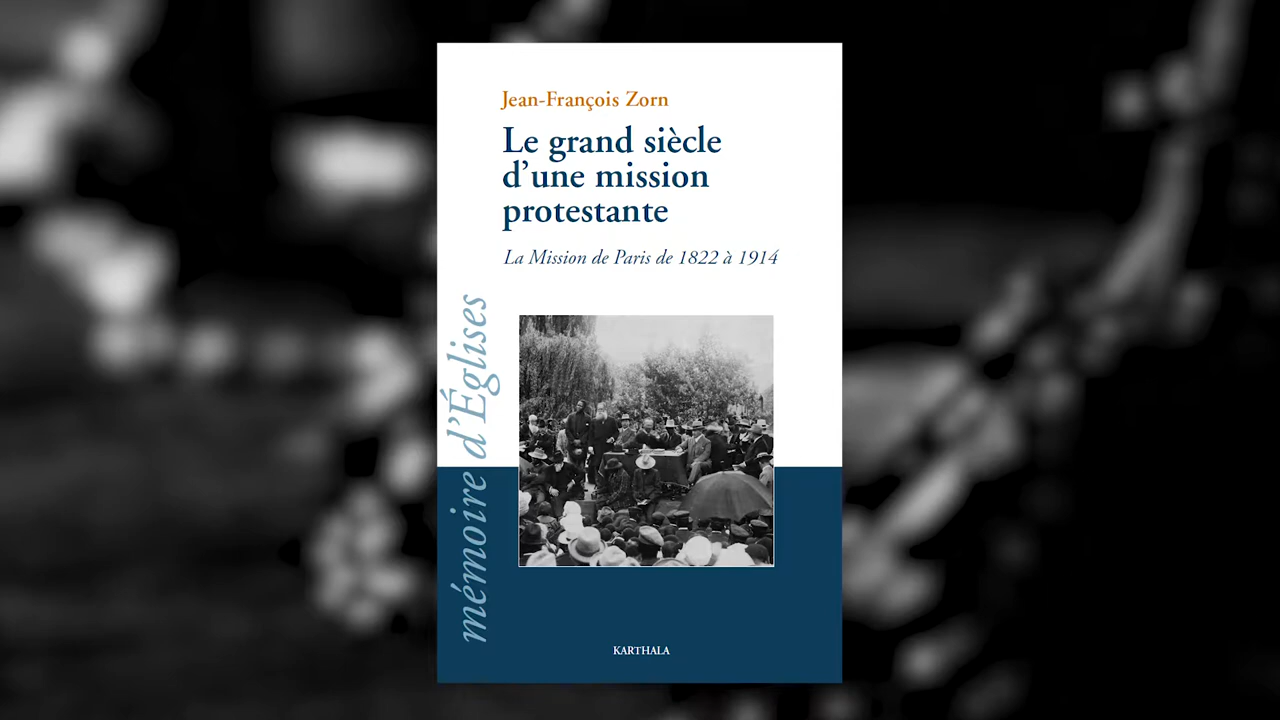 Jean-François Zorn
Le grand siècle
d’une mission
protestante
La Mission de Paris de 1822 à 1914
mémoire d’Églises
KARTHALA